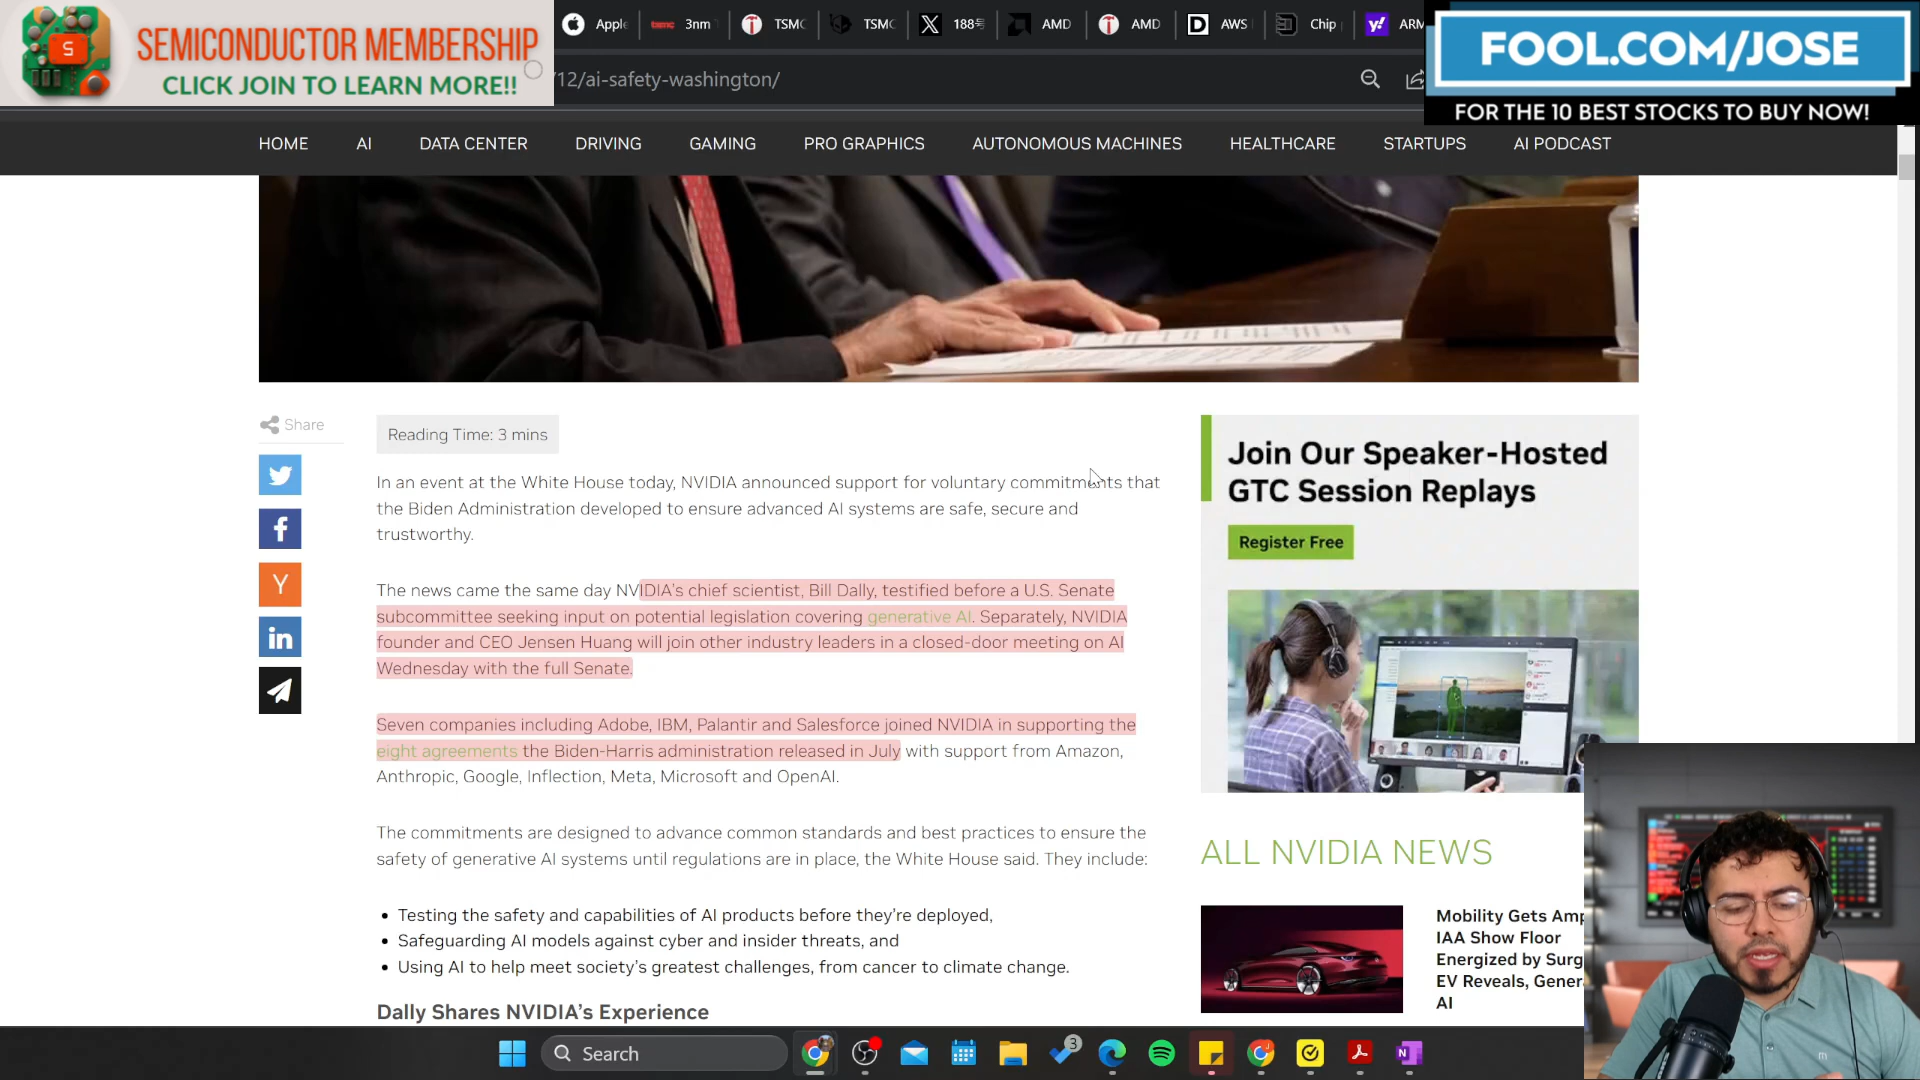 SEMICONDUCTOR MEMBERSHIP
CLICK JOIN TO LEARN MORE!!
S
Apple
tsmc 3nm
TSMC
TSMC
188
AMD
AMD
AWS
Chip
ARM
FOOL.COM/JOSE
FOR THE 10 BEST STOCKS TO BUY NOW!
12/ai-safety-washington/
HOME
AI
DATA CENTER
DRIVING
GAMING
PRO GRAPHICS
AUTONOMOUS MACHINES
HEALTHCARE
STARTUPS
AI PODCAST
Share
Reading Time: 3 mins
In an event at the White House today, NVIDIA announced support for voluntary commitments that
the Biden Administration developed to ensure advanced AI systems are safe, secure and
trustworthy.
The news came the same day NVIDIA's chief scientist, Bill Dally, testified before a U.S. Senate
subcommittee seeking input on potential legislation covering generative AI. Separately, NVIDIA
founder and CEO Jensen Huang will join other industry leaders in a closed-door meeting on AI
Wednesday with the full Senate.
Seven companies including Adobe, IBM, Palantir and Salesforce joined NVIDIA in supporting the
eight agreements the Biden-Harris administration released in July with support from Amazon,
Anthropic, Google, Inflection, Meta, Microsoft and OpenAI.
The commitments are designed to advance common standards and best practices to ensure the
safety of generative AI systems until regulations are in place, the White House said. They include:
• Testing the safety and capabilities of AI products before they're deployed,
• Safeguarding AI models against cyber and insider threats, and
• Using AI to help meet society's greatest challenges, from cancer to climate change.
Dally Shares NVIDIA's Experience
Join Our Speaker-Hosted
GTC Session Replays
Register Free
ALL NVIDIA NEWS
Mobility Gets Amp
IAA Show Floor
Energized by Surg
EV Reveals, Gener
AI
Search
3